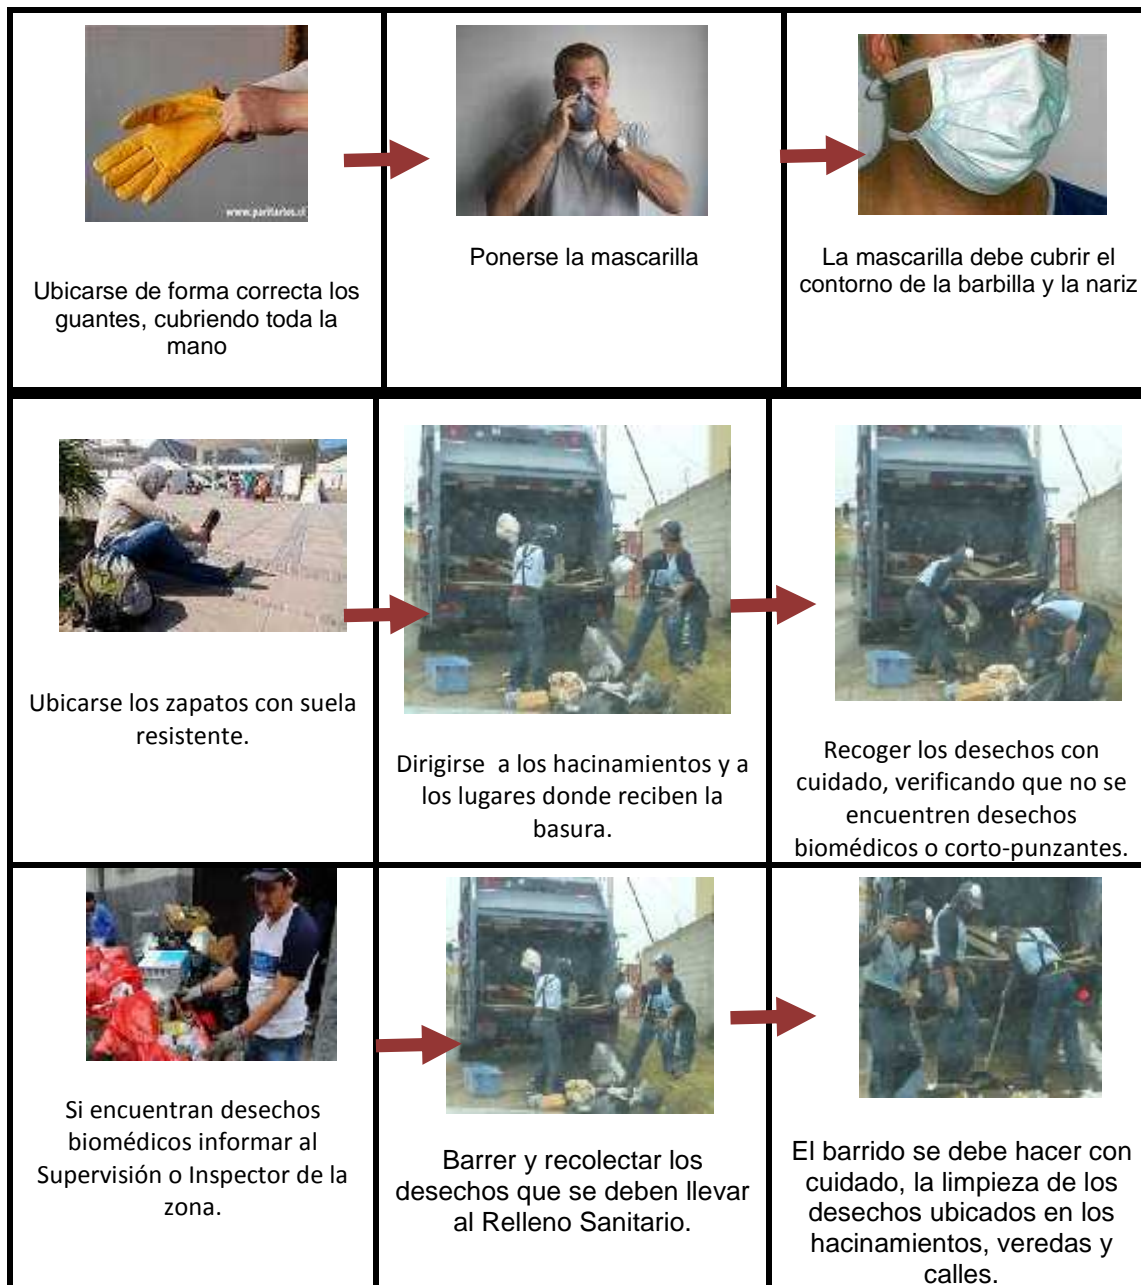 www.paritarios.cl
Ubicarse de forma correcta los
guantes, cubriendo toda la
mano
Ponerse la mascarilla
La mascarilla debe cubrir el
contorno de la barbilla y la nariz
Ubicarse los zapatos con suela
resistente.
Dirigirse a los hacinamientos y a
los lugares donde reciben la
basura.
Recoger los desechos con
cuidado, verificando que no se
encuentren desechos
biomédicos o corto-punzantes.
Si encuentran desechos
biomédicos informar al
Supervisión o Inspector de la
zona.
Barrer y recolectar los
desechos que se deben llevar
al Relleno Sanitario.
El barrido se debe hacer con
cuidado, la limpieza de los
desechos ubicados en los
hacinamientos, veredas y
calles.